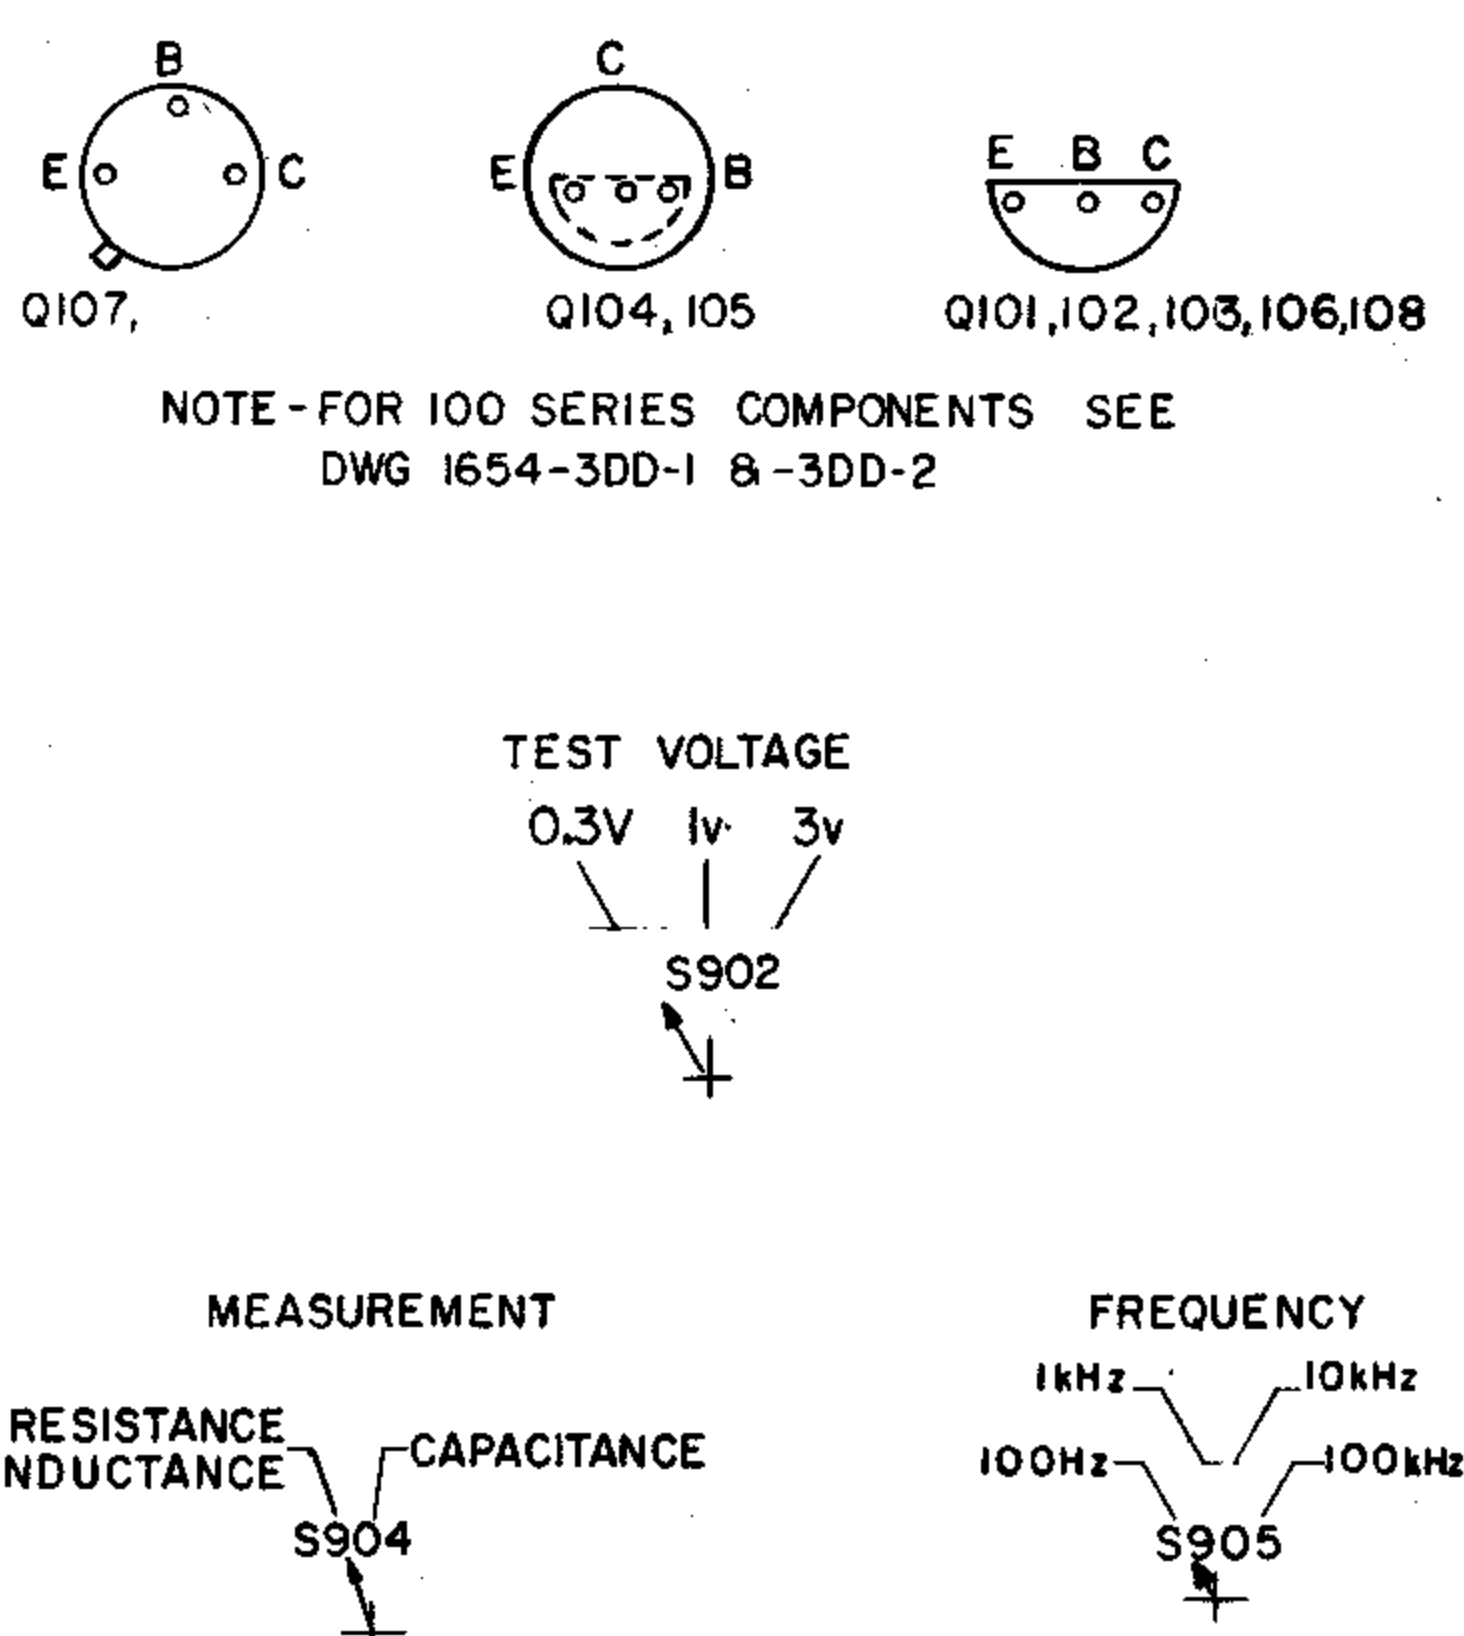 B
E
C
Q107,
C
E
B
Q104, 105
E B C
Q101,102,103,106,108
NOTE-FOR 100 SERIES COMPONENTS SEE
DWG 1654-3DD-1 & -3DD-2
TEST VOLTAGE
0.3V 1v 3v
S902
MEASUREMENT
RESISTANCE
NDUCTANCE
CAPACITANCE
S904
FREQUENCY
1kHz 10kHz
100Hz 100kHz
S905